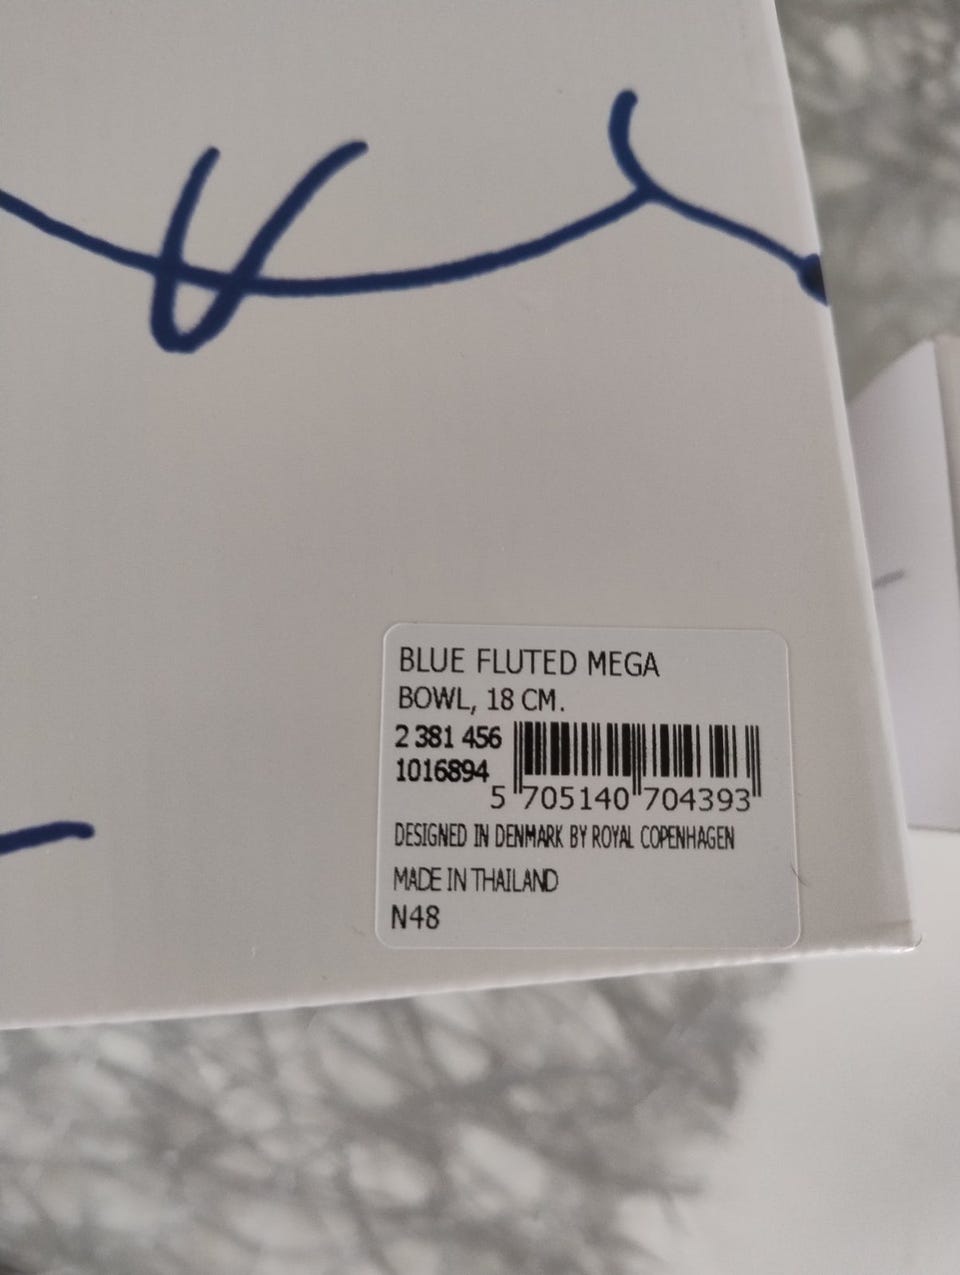 BLUE FLUTED MEGA
BOWL, 18 CM.
2 381 456
1016894
5 705140 704393
DESIGNED IN DENMARK BY ROYAL COPENHAGEN
MADE IN THAILAND
N48